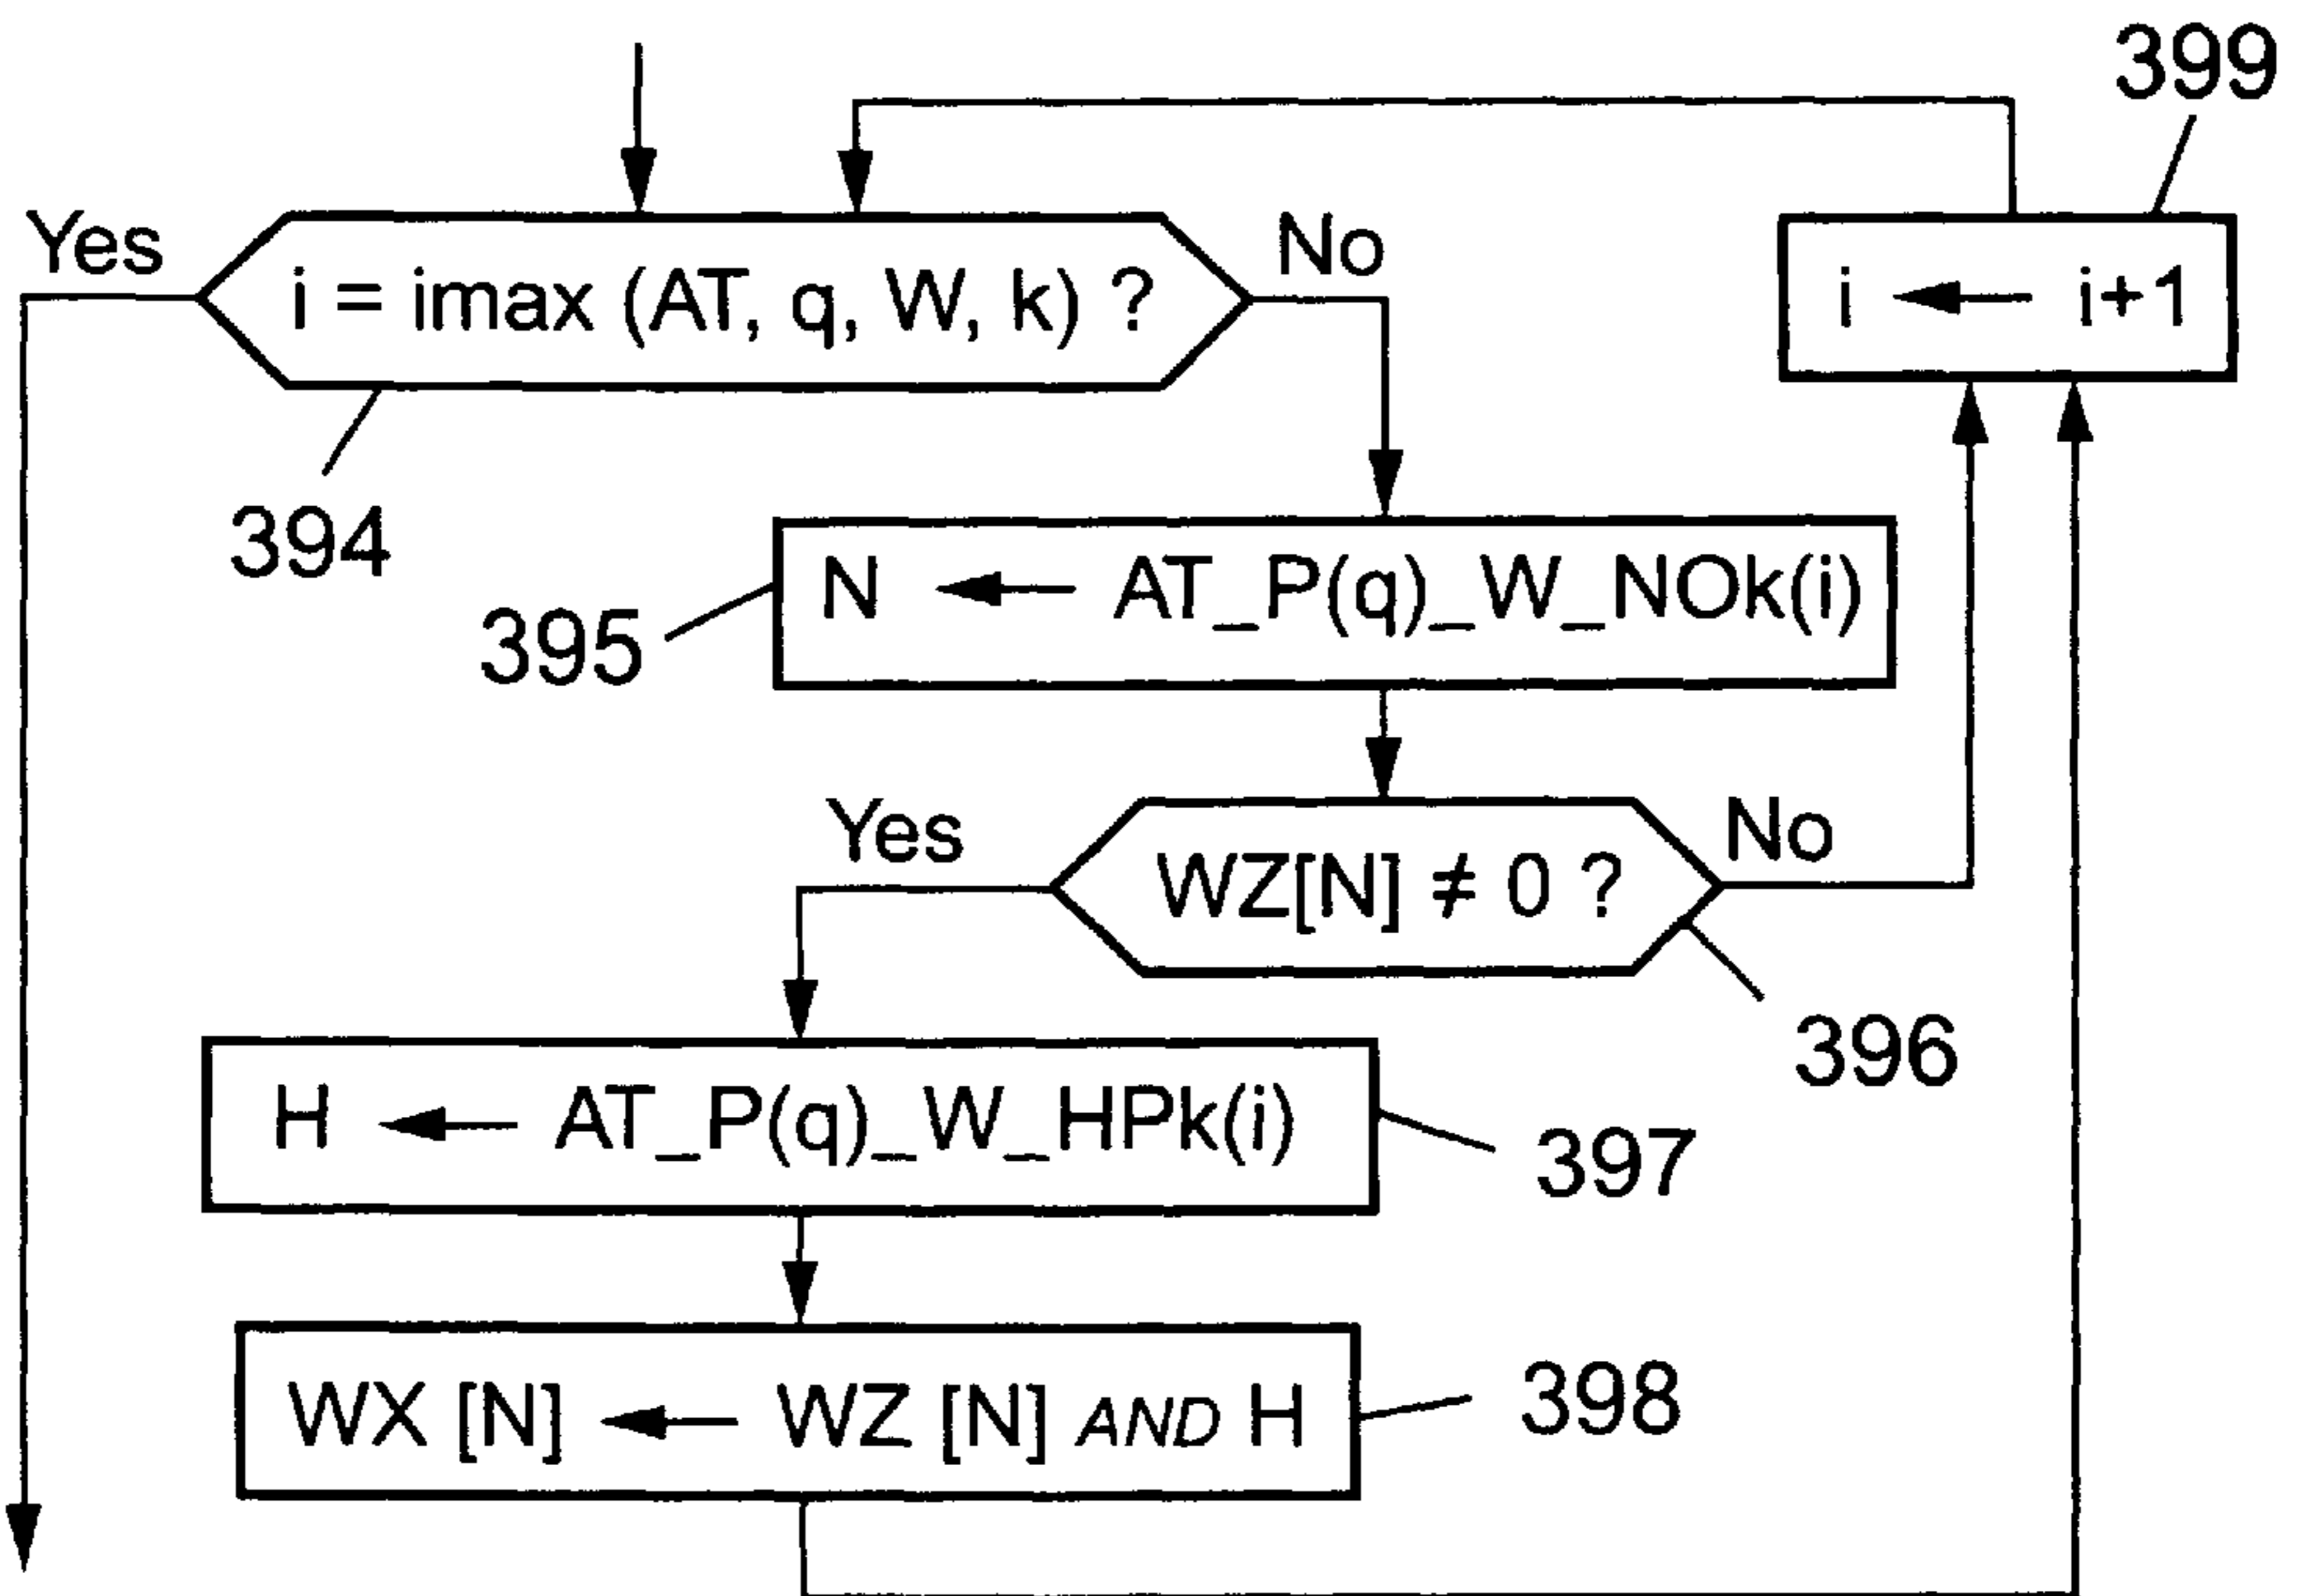 399
Yes
No
i = imax (AT, q, W, k) ?
i ← i+1
394
N ← AT_P(q)_W_NOk(i)
395
Yes
No
WZ[N] ≠ 0 ?
396
H ← AT_P(q)_W_HPk(i)
397
WX [N] ← WZ [N] AND H
398